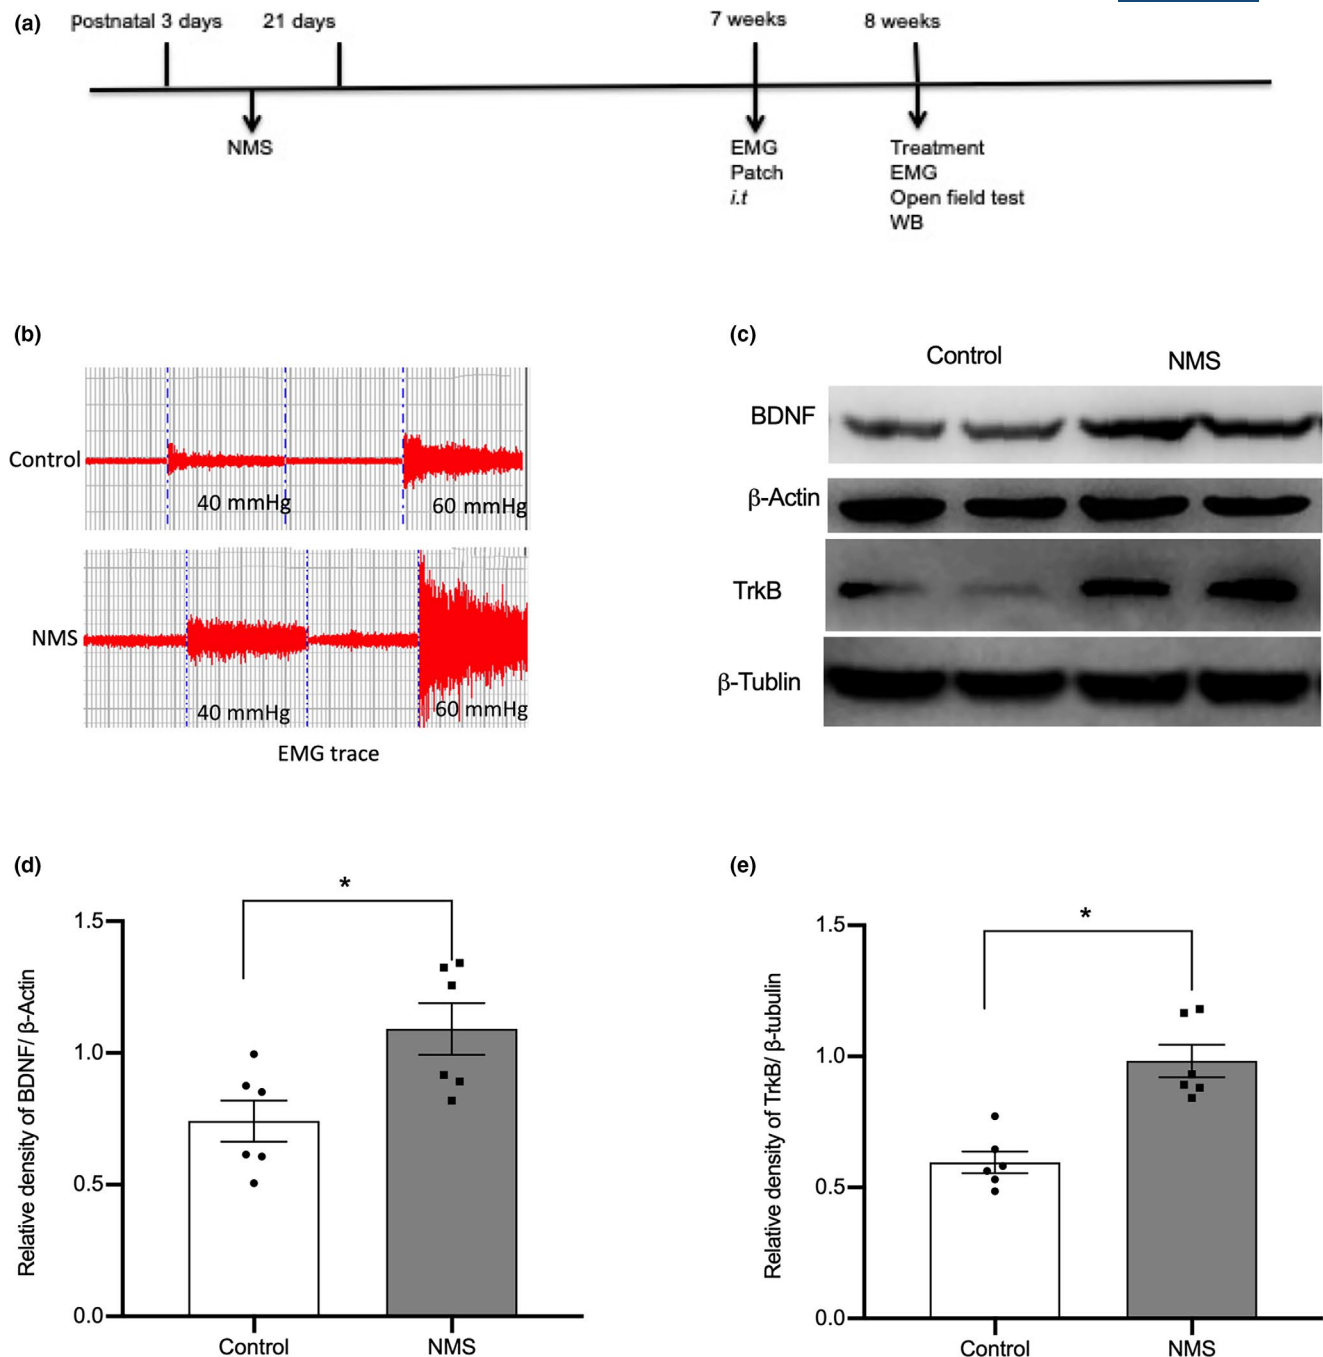 (a)
postnatal 3 days 21 days 7 weeks 8 weeks
NMS
EMG
Patch
i.t
Treatment
EMG
Open field test
WB
(b)
Control
40 mmHg 60 mmHg
NMS
40 mmHg 60 mmHg
EMG trace
(c)
Control NMS
BDNF
β-Actin
TrkB
β-Tublin
(d)
*
Relative density of BDNF/ β-Actin
1.5
1.0
0.5
0.0
Control NMS
(e)
*
Relative density of TrkB/ β-tubulin
1.5
1.0
0.5
0.0
Control NMS